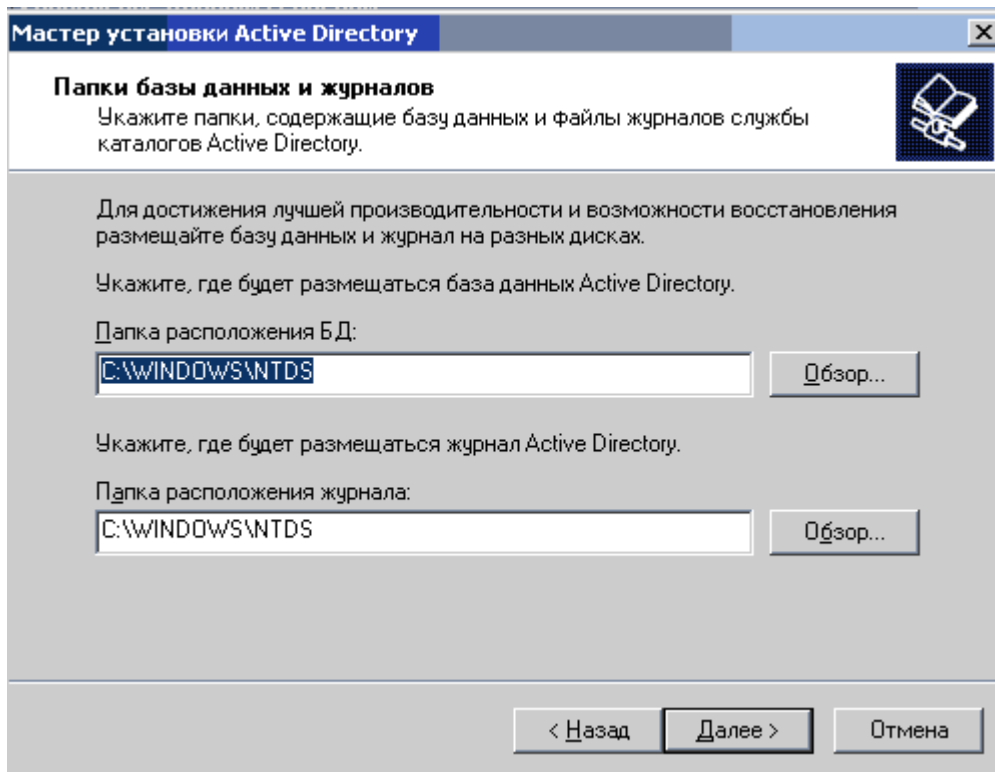 Мастер установки Active Directory
Папки базы данных и журналов
Укажите папки, содержащие базу данных и файлы журналов службы
каталогов Active Directory.
Для достижения лучшей производительности и возможности восстановления
размещайте базу данных и журнал на разных дисках.
Укажите, где будет размещаться база данных Active Directory.
Папка расположения БД:
C:\WINDOWS\NTDS
Обзор...
Укажите, где будет размещаться журнал Active Directory.
Папка расположения журнала:
C:\WINDOWS\NTDS
Обзор...
< Назад
Далее >
Отмена